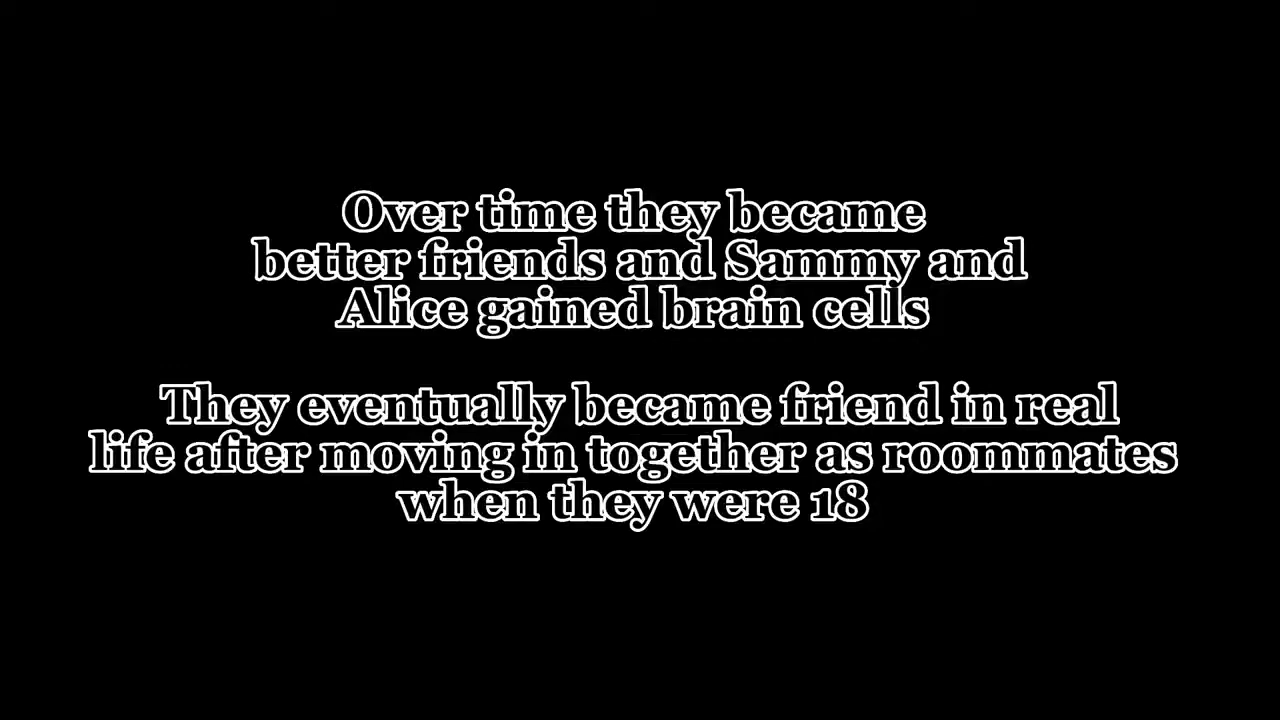 Over time they became
better friends and Sammy and
Alice gained brain cells
They eventually became friend in real
life after moving in together as roommates
when they were 18